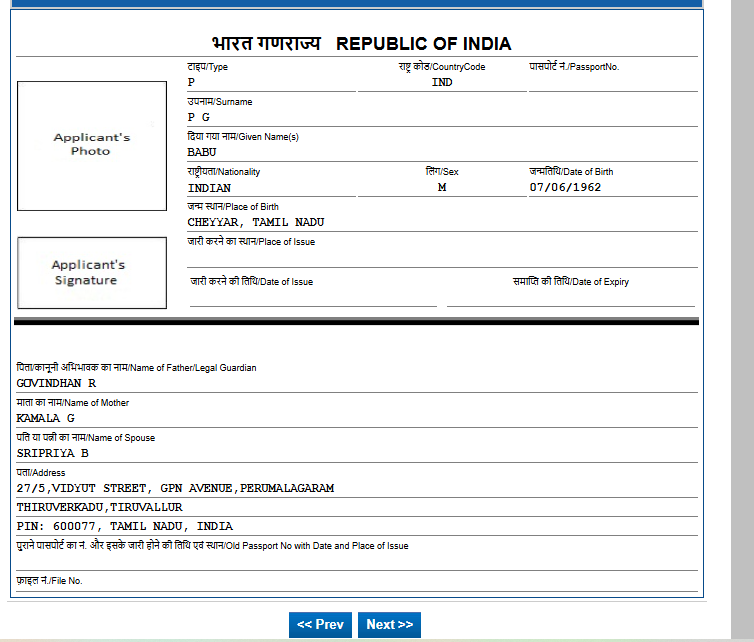 भारत गणराज्य REPUBLIC OF INDIA
टाइप/Type राष्ट्र कोड/CountryCode पासपोर्ट नं./PassportNo.
P IND
उपनाम/Surname
P G
Applicant's
Photo
दिया गया नाम/Given Name(s)
BABU
राष्ट्रीयता/Nationality लिंग/Sex जन्मतिथि/Date of Birth
INDIAN M 07/06/1962
जन्म स्थान/Place of Birth
CHEYYAR, TAMIL NADU
जारी करने का स्थान/Place of Issue
Applicant's
Signature
जारी करने की तिथि/Date of Issue समाप्ति की तिथि/Date of Expiry
पिता/कानूनी अभिभावक का नाम/Name of Father/Legal Guardian
GOVINDHAN R
माता का नाम/Name of Mother
KAMALA G
पति या पत्नी का नाम/Name of Spouse
SRIPRIYA B
पता/Address
27/5,VIDYUT STREET, GPN AVENUE,PERUMALAGARAM
THIRUVERKADU,TIRUVALLUR
PIN: 600077, TAMIL NADU, INDIA
पुराने पासपोर्ट का नं. और इसके जारी होने की तिथि एवं स्थान/Old Passport No with Date and Place of Issue
फ़ाइल नं./File No.
<< Prev Next >>